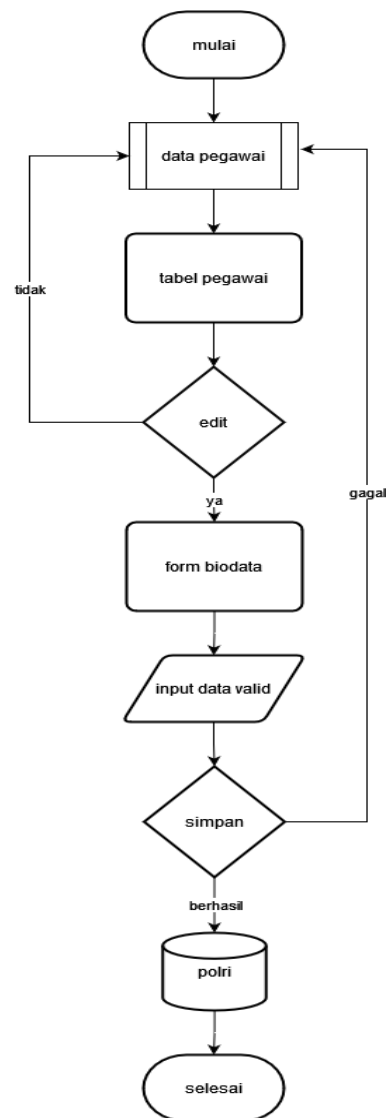 mulai
data pegawai
tabel pegawai
tidak
edit
ya
gagal
form biodata
input data valid
simpan
berhasil
polri
selesai